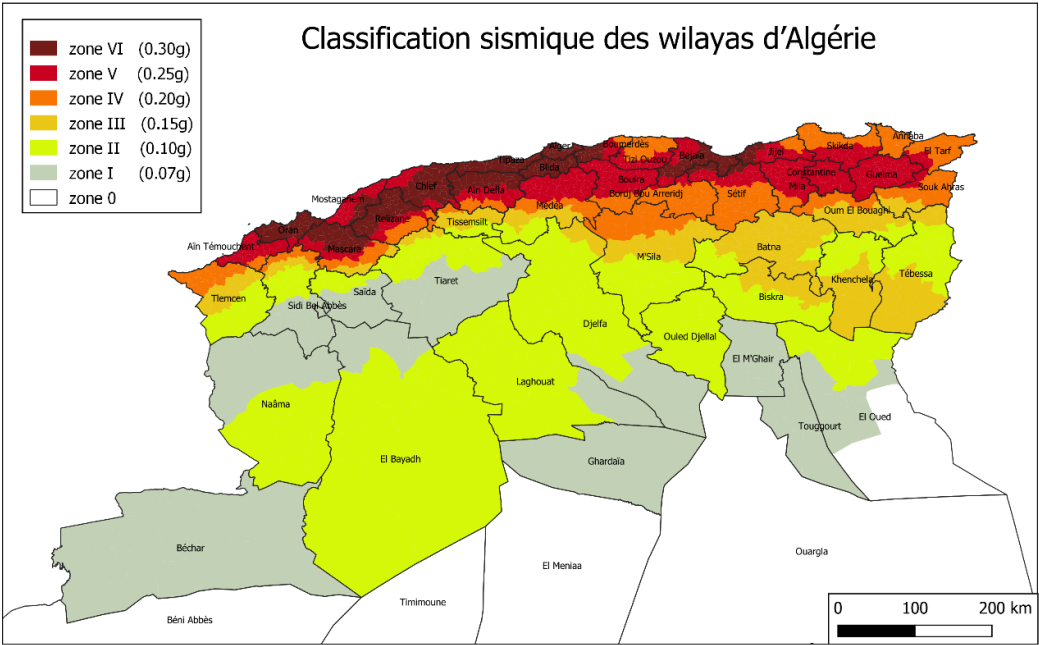 Classification sismique des wilayas d'Algérie
zone VI (0.30g)
zone V (0.25g)
zone IV (0.20g)
zone III (0.15g)
zone II (0.10g)
zone I (0.07g)
zone 0
Annaba
Alger
Boumerdès
Skikda
El Tarf
Jijel
Bejaïa
Tizi Ouzou
Tipaza
Blida
Constantine
Guelma
Bouira
Mila
Chlef
Ain Defla
Souk Ahras
Bordj Bou Arreridj
Sétif
Mostaganem
Médéa
Oum El Bouaghi
Relizane
Tissemsilt
Oran
Aïn Témouchent
Mascara
Batna
M'Sila
Tébessa
Khenchela
Tiaret
Saïda
Biskra
Tlemcen
Sidi Bel Abbès
Djelfa
Ouled Djellal
El M'Ghair
Laghouat
Naâma
El Oued
Touggourt
El Bayadh
Ghardaïa
Béchar
Ouargla
El Meniaa
Timimoune
Béni Abbès
0 100 200 km